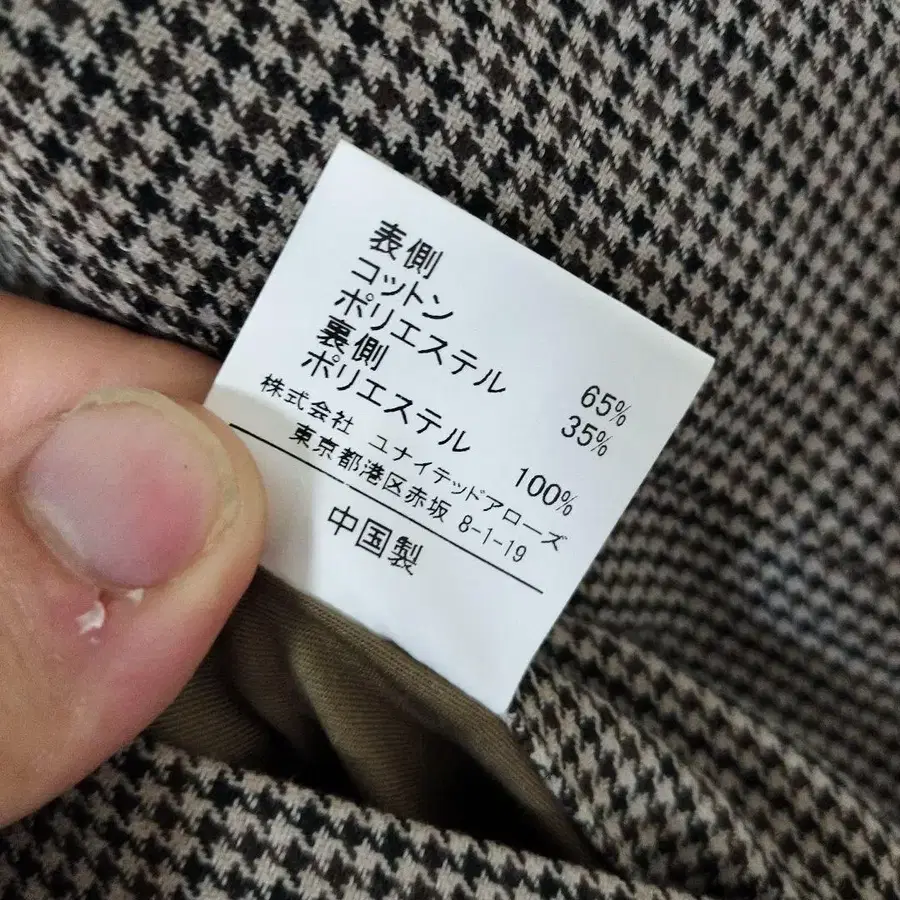 表側
コットン 65%
ポリエステル 35%
裏側
ポリエステル 100%
株式会社 ユナイテッドアローズ
東京都港区赤坂 8-1-19
中国製